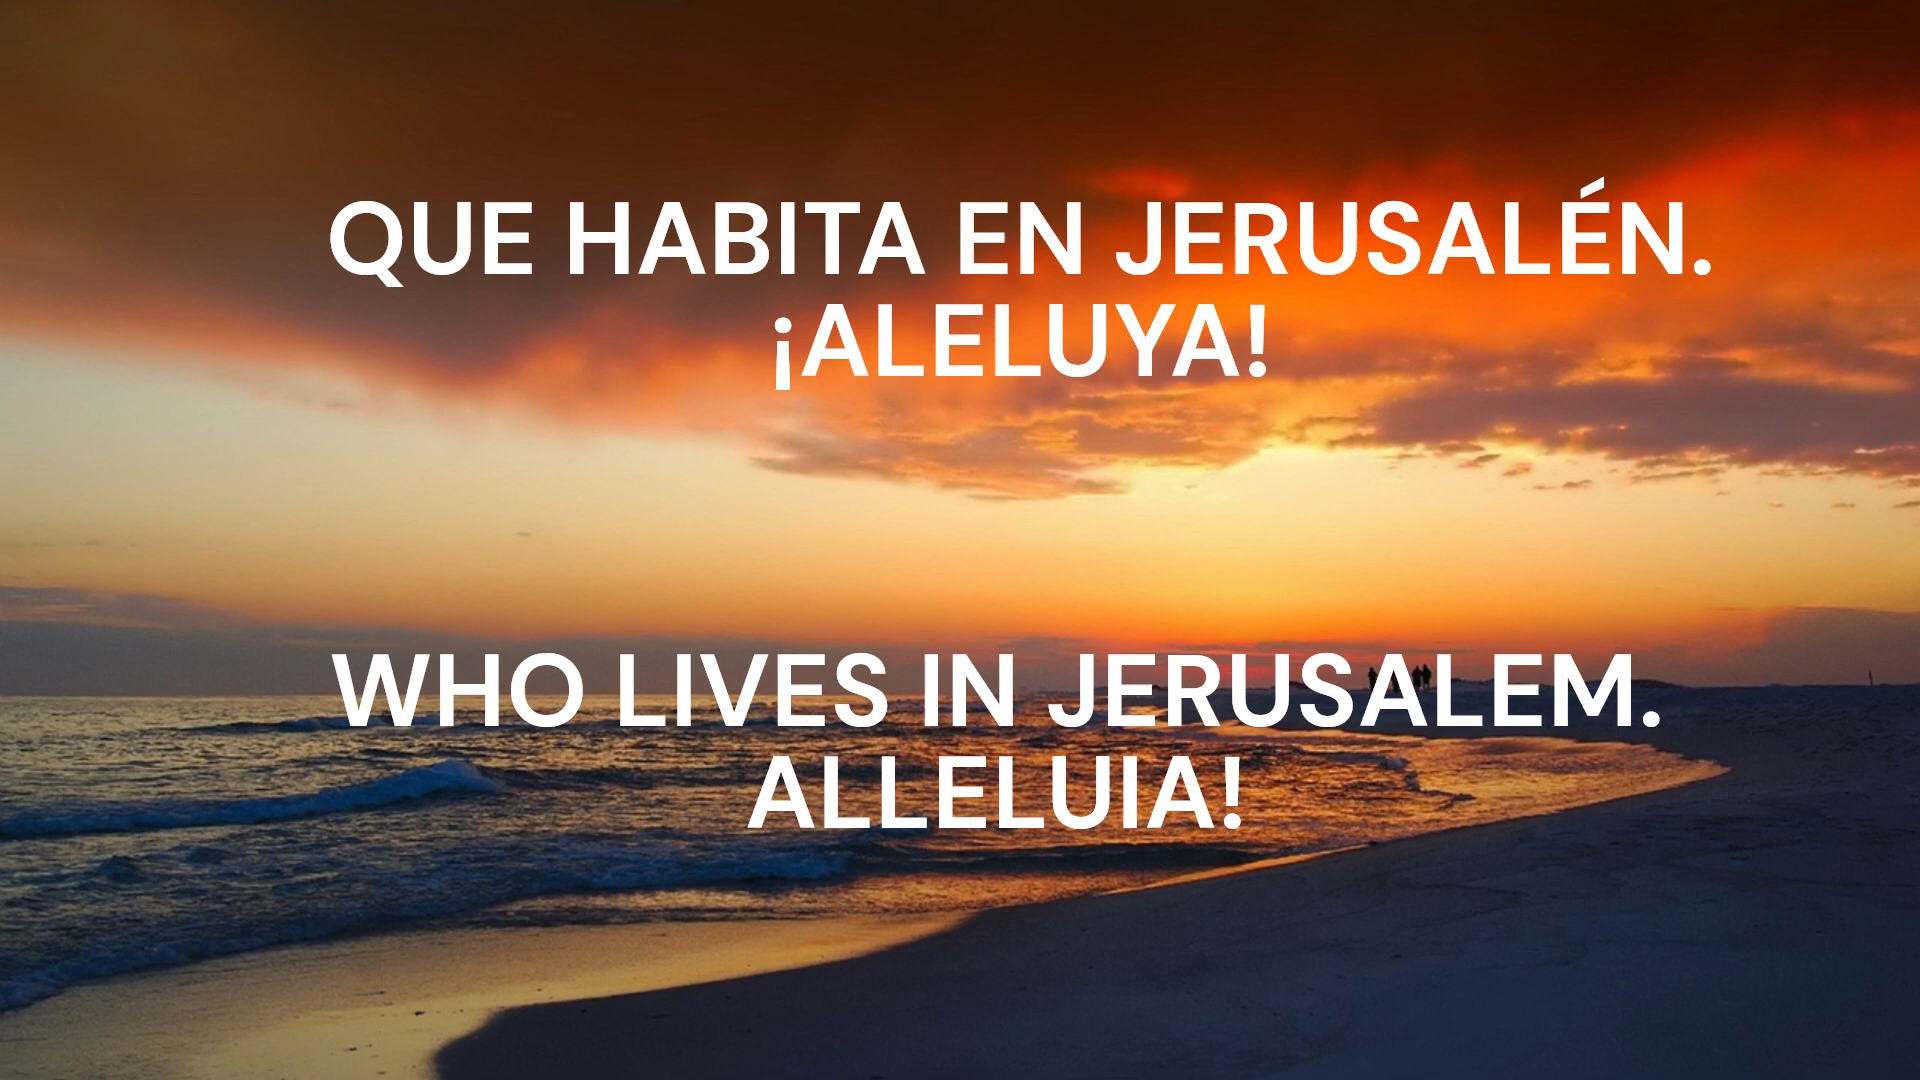 QUE HABITA EN JERUSALÉN.
¡ALELUYA!
WHO LIVES IN JERUSALEM.
ALLELUIA!